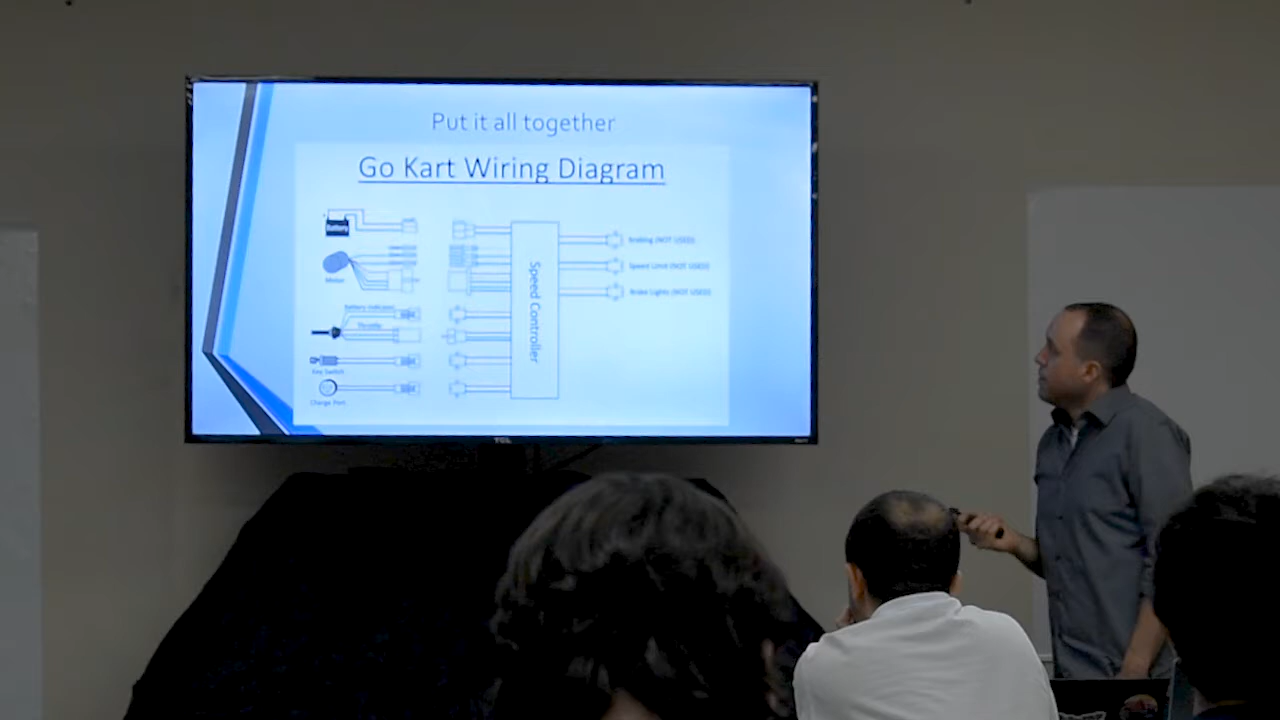 Put it all together
Go Kart Wiring Diagram
Battery
Braking (NOT USED)
Speed Limit (NOT USED)
Motor
Brake Lights (NOT USED)
Speed Controller
Battery Indicator
Throttle
Key Switch
Charge Port
TCL